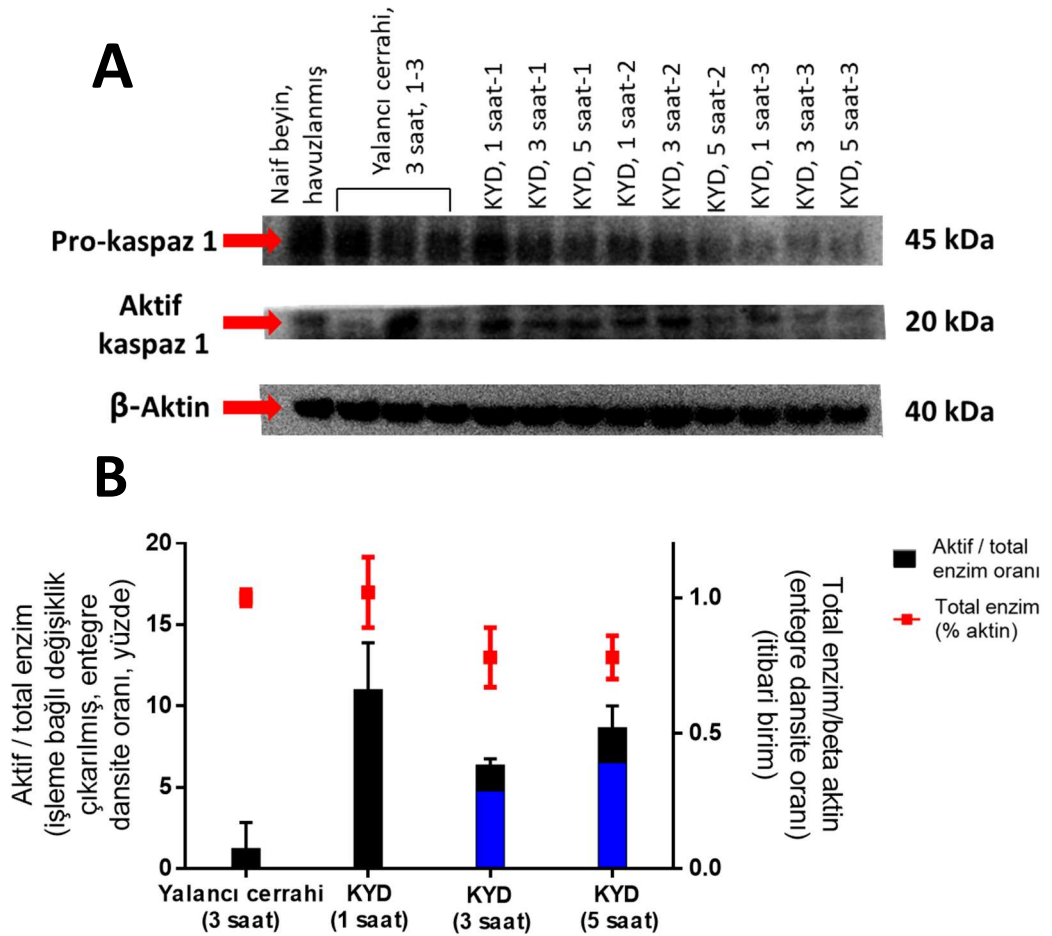 A
Naif beyin,
havuzlanmış
Yalancı cerrahi,
3 saat, 1-3
KYD, 1 saat-1
KYD, 3 saat-1
KYD, 5 saat-1
KYD, 1 saat-2
KYD, 3 saat-2
KYD, 5 saat-2
KYD, 1 saat-3
KYD, 3 saat-3
KYD, 5 saat-3
Pro-kaspaz 1
45 kDa
Aktif
kaspaz 1
20 kDa
β-Aktin
40 kDa
B
Aktif / total enzim
(işleme bağlı değişiklik
çıkarılmış, entegre
dansite oranı, yüzde)
20
15
10
5
0
1.0
0.5
0.0
Total enzim/beta aktin
(entegre dansite oranı)
(itibari birim)
Aktif / total
enzim oranı
Total enzim
(% aktin)
Yalancı cerrahi
(3 saat)
KYD
(1 saat)
KYD
(3 saat)
KYD
(5 saat)